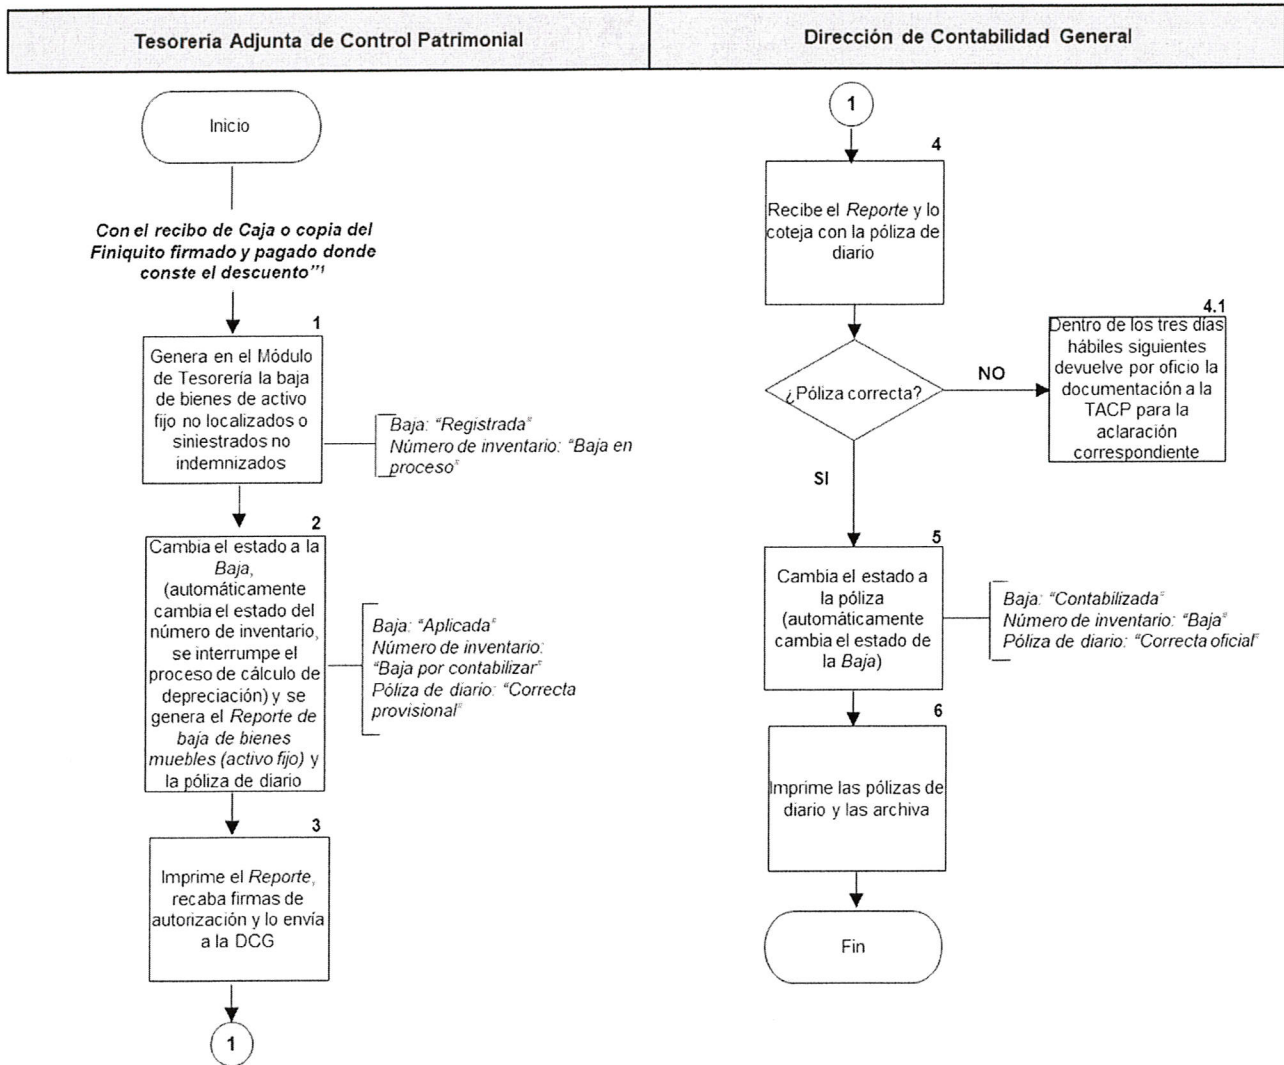 Tesorería Adjunta de Control Patrimonial
Dirección de Contabilidad General
Inicio
Con el recibo de Caja o copia del
Finiquito firmado y pagado donde
conste el descuento”¹
1
Genera en el Módulo
de Tesorería la baja
de bienes de activo
fijo no localizados o
siniestrados no
indemnizados
Baja: “Registrada”
Número de inventario: “Baja en
proceso”
2
Cambia el estado a la
Baja,
(automáticamente
cambia el estado del
número de inventario,
se interrumpe el
proceso de cálculo de
depreciación) y se
genera el Reporte de
baja de bienes
muebles (activo fijo) y
la póliza de diario
Baja: “Aplicada”
Número de inventario:
“Baja por contabilizar”
Póliza de diario: “Correcta
provisional”
3
Imprime el Reporte,
recaba firmas de
autorización y lo envía
a la DCG
1
1
4
Recibe el Reporte y lo
coteja con la póliza de
diario
¿Póliza correcta?
NO
4.1
Dentro de los tres días
hábiles siguientes
devuelve por oficio la
documentación a la
TACP para la
aclaración
correspondiente
SI
5
Cambia el estado a
la póliza
(automáticamente
cambia el estado de
la Baja)
Baja: “Contabilizada”
Número de inventario: “Baja”
Póliza de diario: “Correcta oficial”
6
Imprime las pólizas de
diario y las archiva
Fin